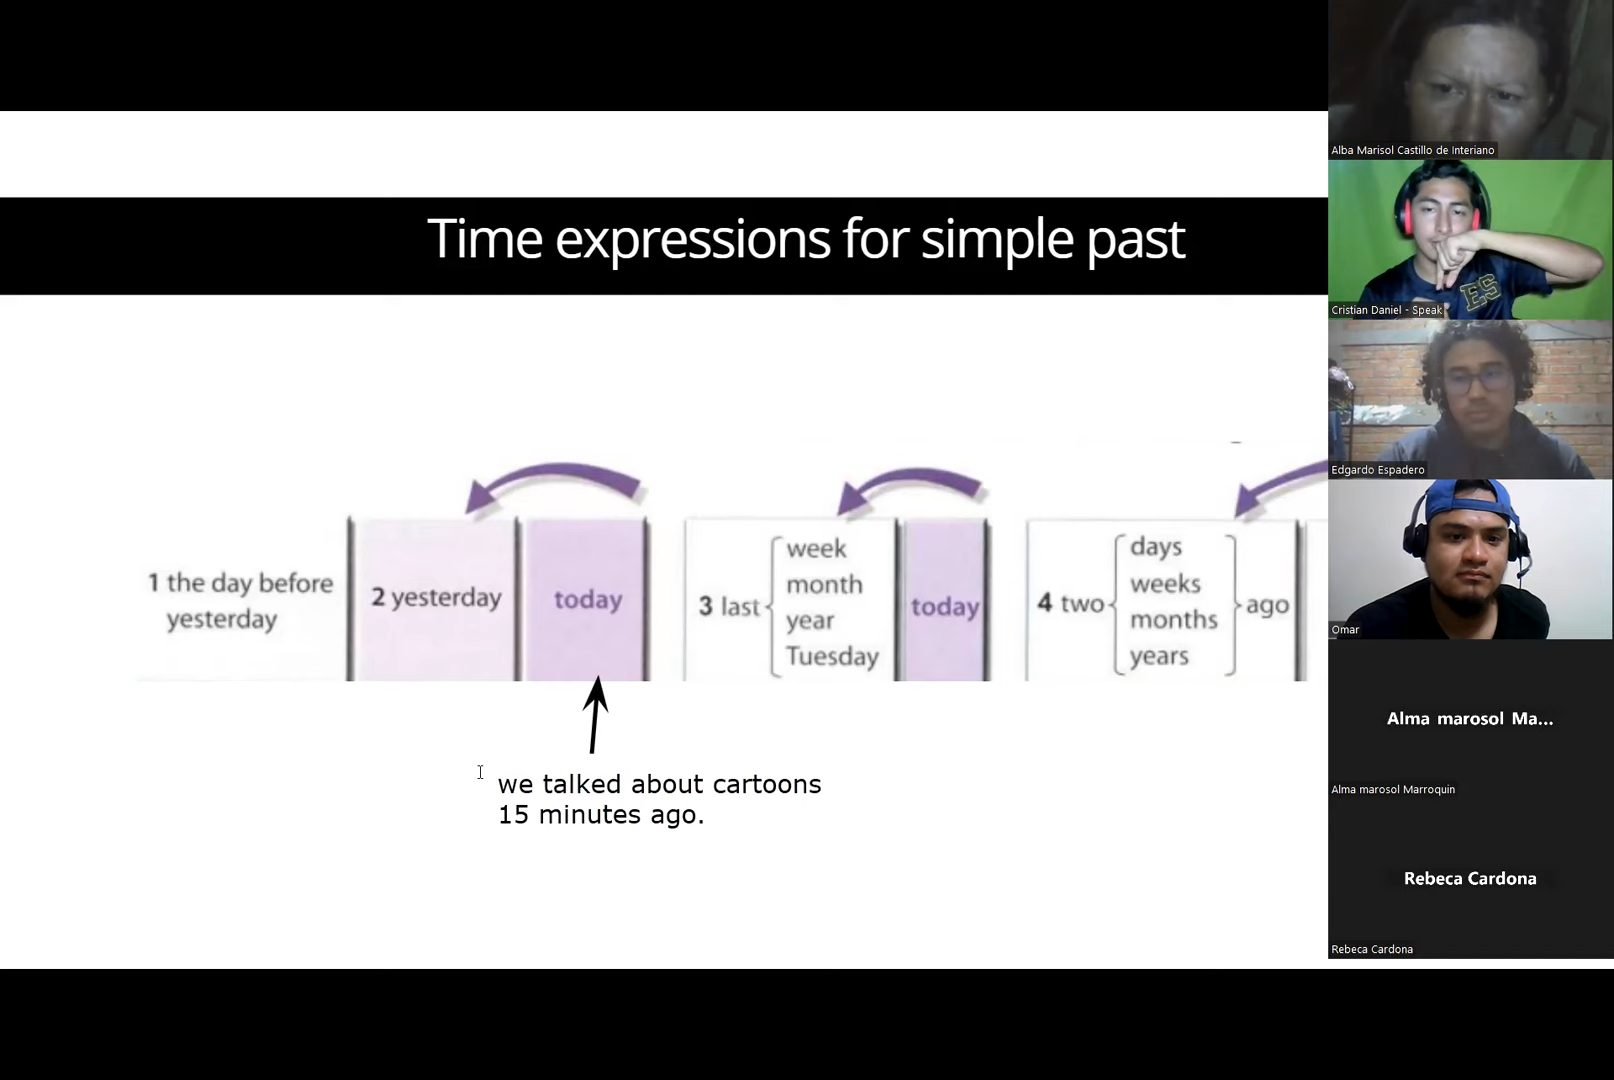 Time expressions for simple past
1 the day before
yesterday
2 yesterday
today
3 last
week
month
year
Tuesday
today
4 two
days
weeks
months
years
ago
we talked about cartoons
15 minutes ago.
Alba Marisol Castillo de Interiano
ES
Cristian Daniel - Speak
Edgardo Espadero
Omar
Alma marosol Ma...
Alma marosol Marroquin
Rebeca Cardona
Rebeca Cardona